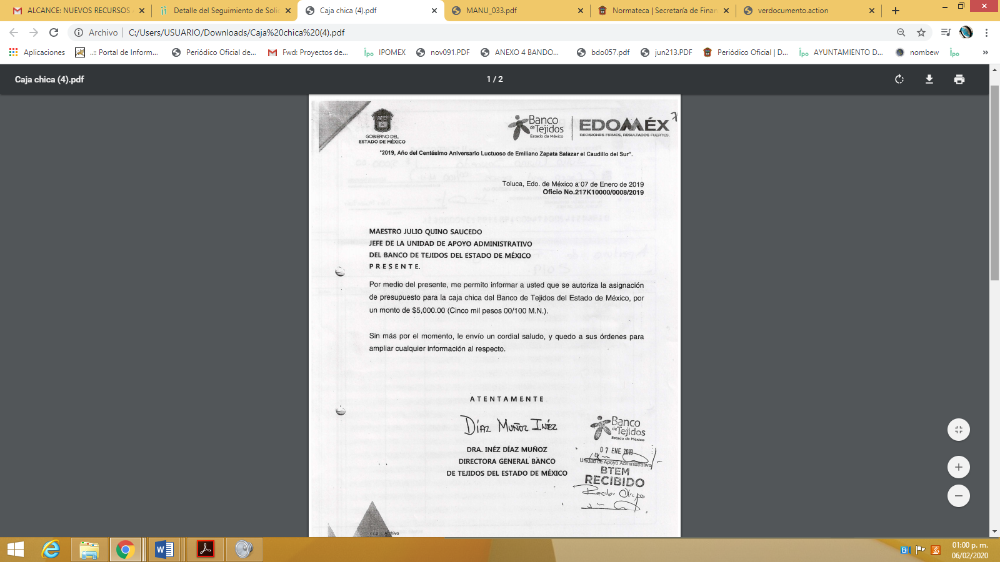 ALCANCE: NUEVOS RECURSOS
Detalle del Seguimiento de Solic
Caja chica (4).pdf
MANU_033.pdf
Normateca | Secretaría de Finan
verdocumento.action
Archivo
C:/Users/USUARIO/Downloads/Caja%20chica%20(4).pdf
Aplicaciones
..:: Portal de Inform...
Periódico Oficial de...
Fwd: Proyectos de...
IPOMEX
nov091.PDF
ANEXO 4 BANDO...
bdo057.pdf
jun213.PDF
Periódico Oficial | D...
AYUNTAMIENTO D...
nombew
Caja chica (4).pdf
1 / 2
GOBIERNO DEL
ESTADO DE MÉXICO
Banco
de Tejidos
Estado de México
EDOMÉX
DECISIONES FIRMES, RESULTADOS FUERTES.
"2019, Año del Centésimo Aniversario Luctuoso de Emiliano Zapata Salazar el Caudillo del Sur".
Toluca, Edo. de México a 07 de Enero de 2019
Oficio No.217K10000/0008/2019
MAESTRO JULIO QUINO SAUCEDO
JEFE DE LA UNIDAD DE APOYO ADMINISTRATIVO
DEL BANCO DE TEJIDOS DEL ESTADO DE MÉXICO
P R E S E N T E.
Por medio del presente, me permito informar a usted que se autoriza la asignación
de presupuesto para la caja chica del Banco de Tejidos del Estado de México, por
un monto de $5,000.00 (Cinco mil pesos 00/100 M.N.).
Sin más por el momento, le envío un cordial saludo, y quedo a sus órdenes para
ampliar cualquier información al respecto.
A T E N T A M E N T E
Díaz Muñoz Inéz
DRA. INÉZ DÍAZ MUÑOZ
DIRECTORA GENERAL BANCO
DE TEJIDOS DEL ESTADO DE MÉXICO
Banco
de Tejidos
Estado de México
07 ENE 2019
Unidad de Apoyo Administrativo
BTEM
RECIBIDO
Archivo
01:00 p. m.
06/02/2020